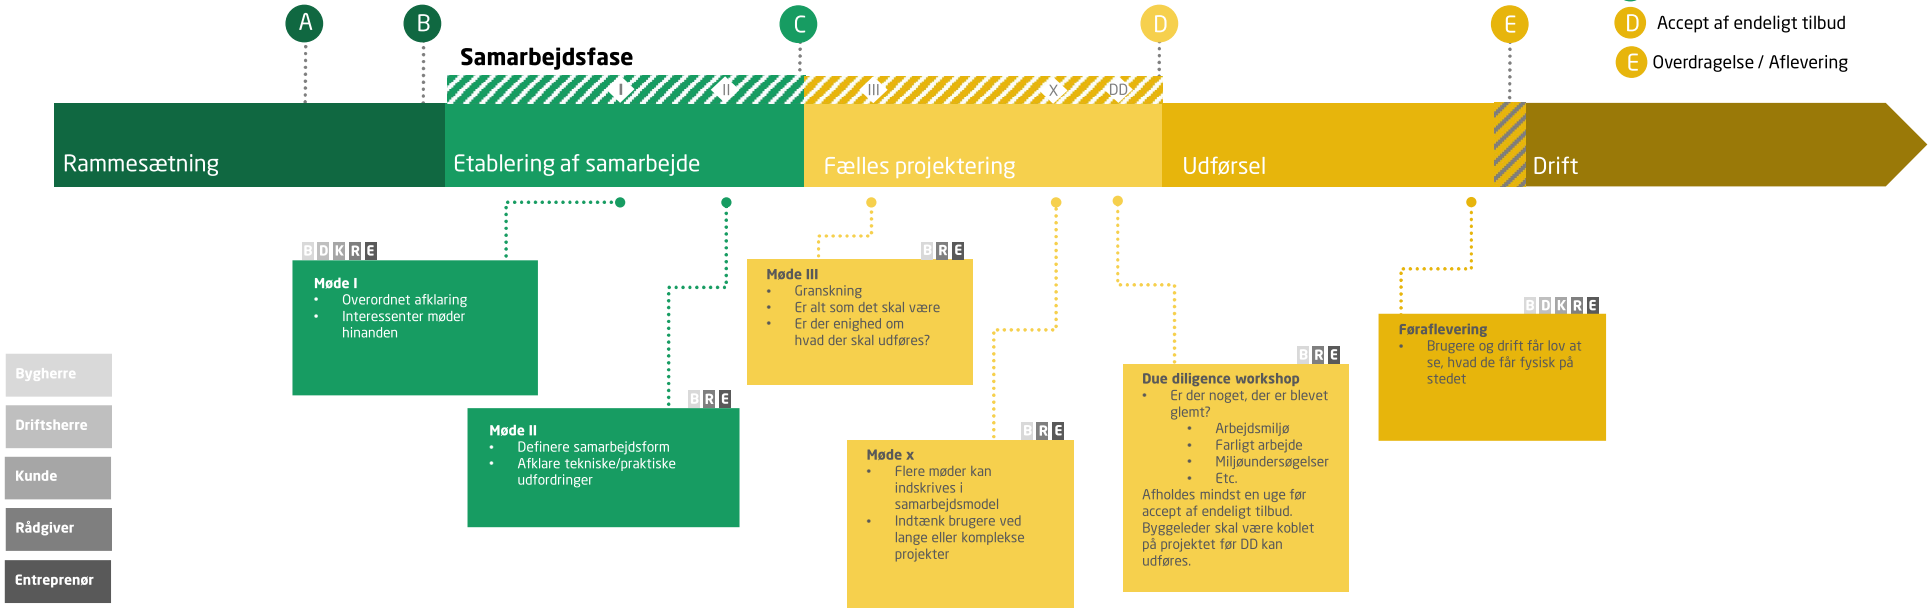 A
B
C
D
E
D Accept af endeligt tilbud
E Overdragelse / Aflevering
Samarbejdsfase
I
II
III
X
DD
Rammesætning
Etablering af samarbejde
Fælles projektering
Udførsel
Drift
B D K R E
Møde I
• Overordnet afklaring
• Interessenter møder
hinanden
B R E
Møde II
• Definere samarbejdsform
• Afklare tekniske/praktiske
udfordringer
B R E
Møde III
• Granskning
• Er alt som det skal være
• Er der enighed om
hvad der skal udføres?
B R E
Møde x
• Flere møder kan
indskrives i
samarbejdsmodel
• Indtænk brugere ved
lange eller komplekse
projekter
B R E
Due diligence workshop
• Er der noget, der er blevet
glemt?
• Arbejdsmiljø
• Farligt arbejde
• Miljøundersøgelser
• Etc.
Afholdes mindst en uge før
accept af endeligt tilbud.
Byggeleder skal være koblet
på projektet før DD kan
udføres.
B D K R E
Føraflevering
• Brugere og drift får lov at
se, hvad de får fysisk på
stedet
Bygherre
Driftsherre
Kunde
Rådgiver
Entreprenør